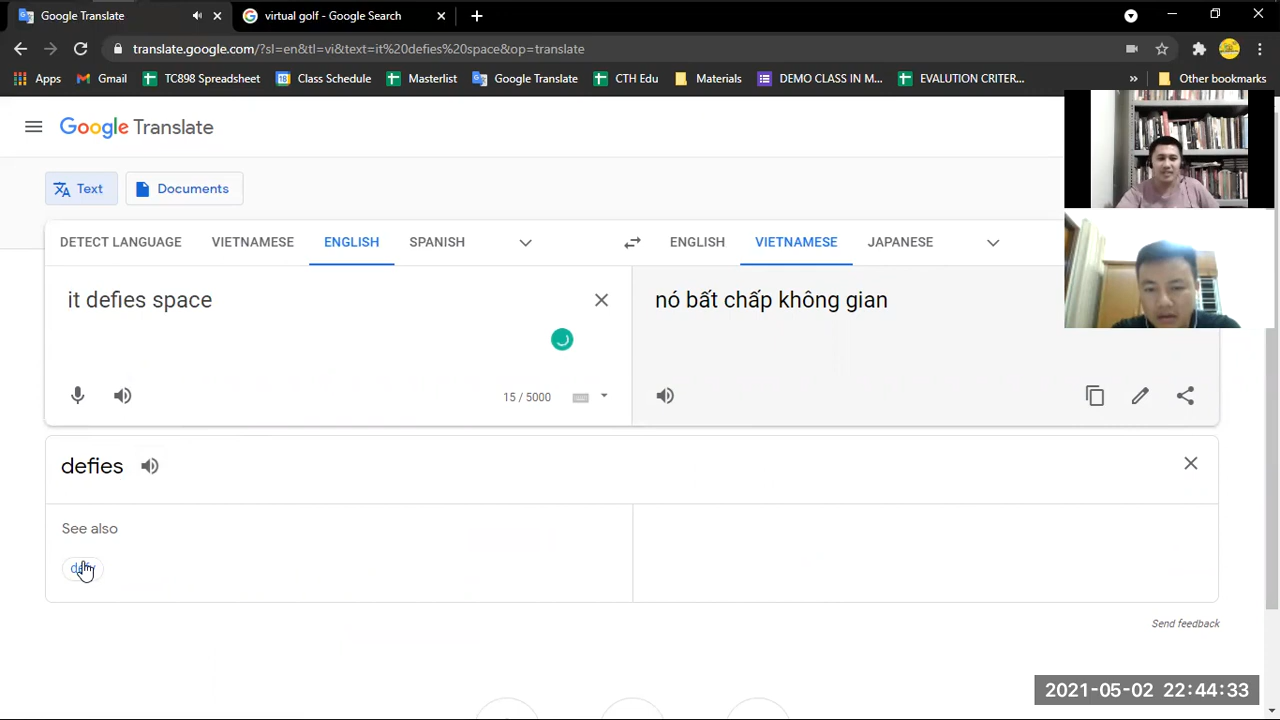 Google Translate
virtual golf - Google Search
translate.google.com/?sl=en&tl=vi&text=it%20defies%20space&op=translate
Apps
Gmail
TC898 Spreadsheet
Class Schedule
Masterlist
Google Translate
CTH Edu
Materials
DEMO CLASS IN M...
EVALUTION CRITER...
»
Other bookmarks
Google Translate
Text
Documents
DETECT LANGUAGE
VIETNAMESE
ENGLISH
SPANISH
ENGLISH
VIETNAMESE
JAPANESE
it defies space
nó bất chấp không gian
15 / 5000
defies
See also
Send feedback
2021-05-02 22:44:33